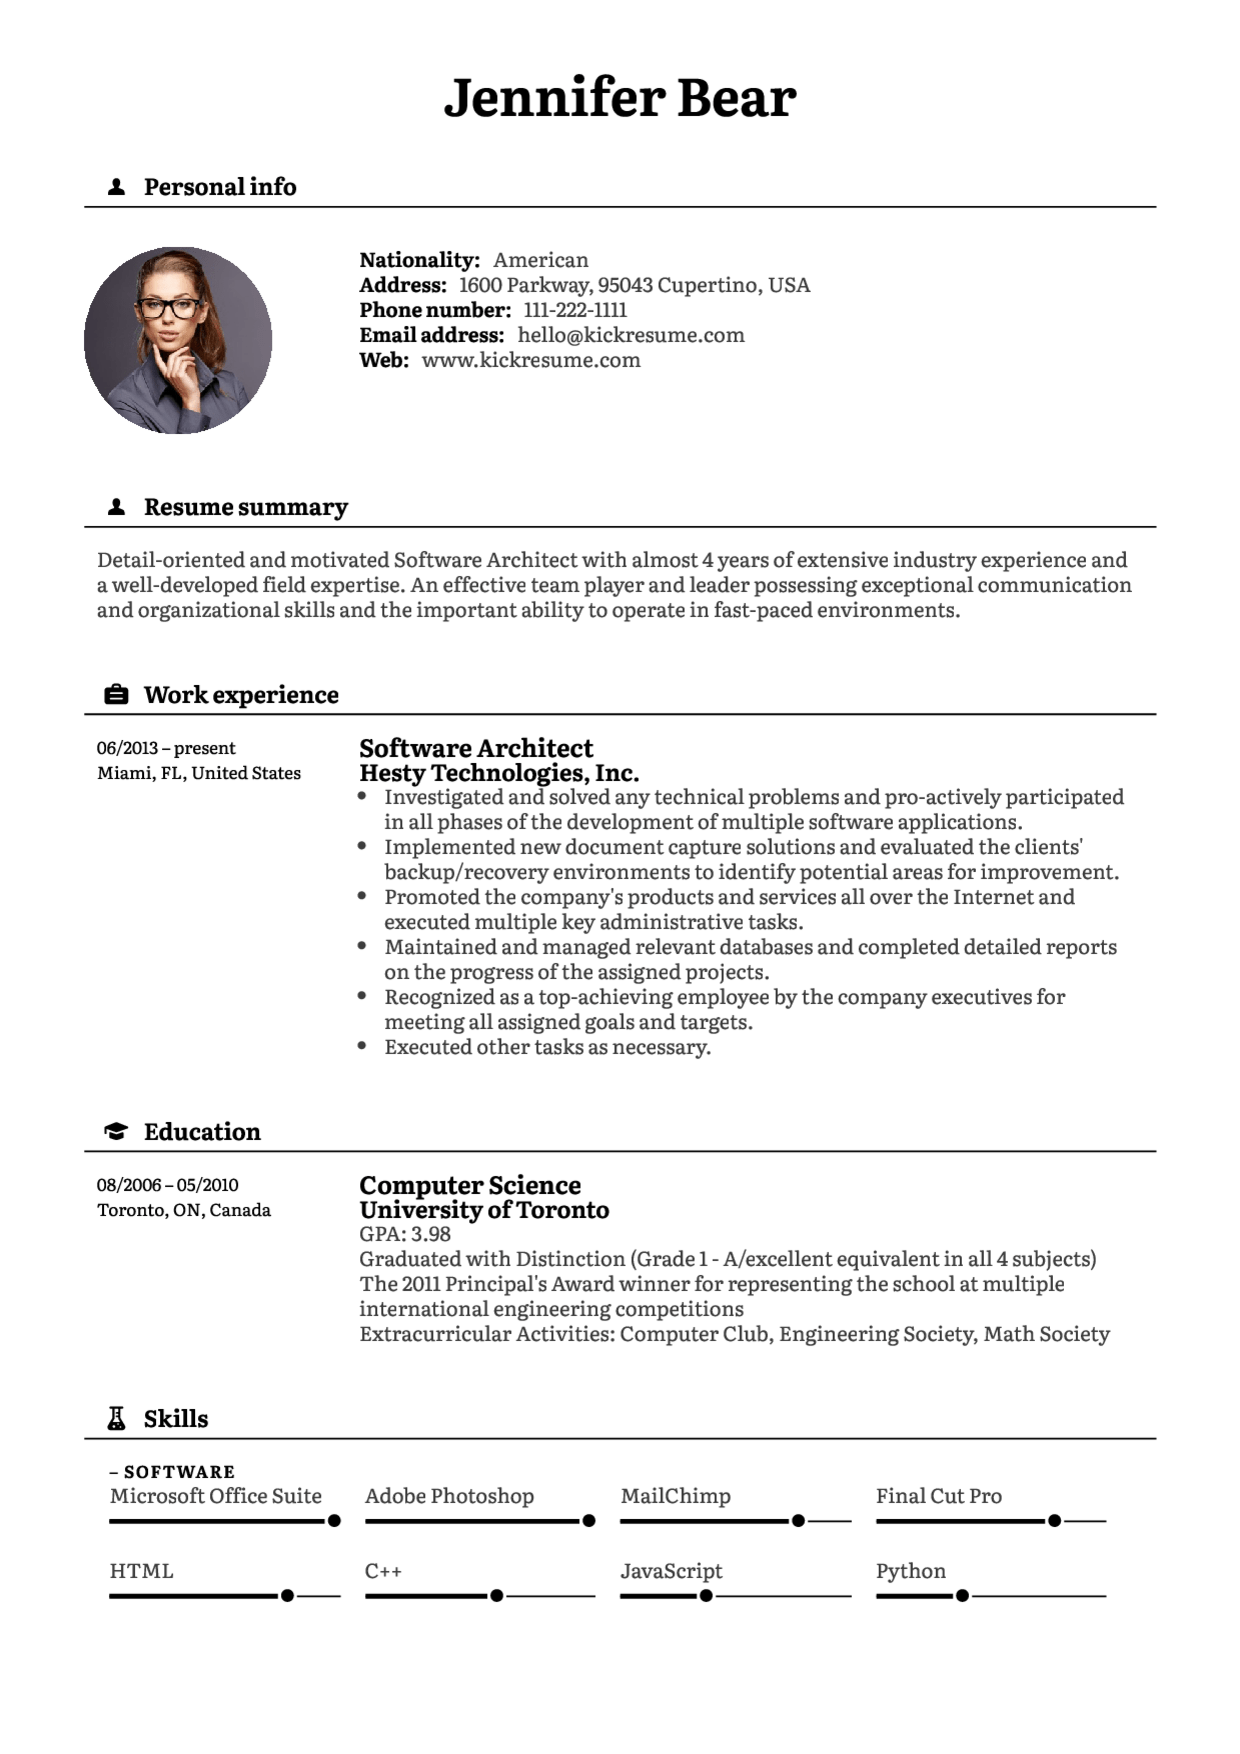 Jennifer Bear
Personal info
Nationality: American
Address: 1600 Parkway, 95043 Cupertino, USA
Phone number: 111-222-1111
Email address: hello@kickresume.com
Web: www.kickresume.com
Resume summary
Detail-oriented and motivated Software Architect with almost 4 years of extensive industry experience and
a well-developed field expertise. An effective team player and leader possessing exceptional communication
and organizational skills and the important ability to operate in fast-paced environments.
Work experience
06/2013 – present
Miami, FL, United States
Software Architect
Hesty Technologies, Inc.
• Investigated and solved any technical problems and pro-actively participated
in all phases of the development of multiple software applications.
• Implemented new document capture solutions and evaluated the clients'
backup/recovery environments to identify potential areas for improvement.
• Promoted the company's products and services all over the Internet and
executed multiple key administrative tasks.
• Maintained and managed relevant databases and completed detailed reports
on the progress of the assigned projects.
• Recognized as a top-achieving employee by the company executives for
meeting all assigned goals and targets.
• Executed other tasks as necessary.
Education
08/2006 – 05/2010
Toronto, ON, Canada
Computer Science
University of Toronto
GPA: 3.98
Graduated with Distinction (Grade 1 - A/excellent equivalent in all 4 subjects)
The 2011 Principal's Award winner for representing the school at multiple
international engineering competitions
Extracurricular Activities: Computer Club, Engineering Society, Math Society
Skills
– SOFTWARE
Microsoft Office Suite
Adobe Photoshop
MailChimp
Final Cut Pro
HTML
C++
JavaScript
Python